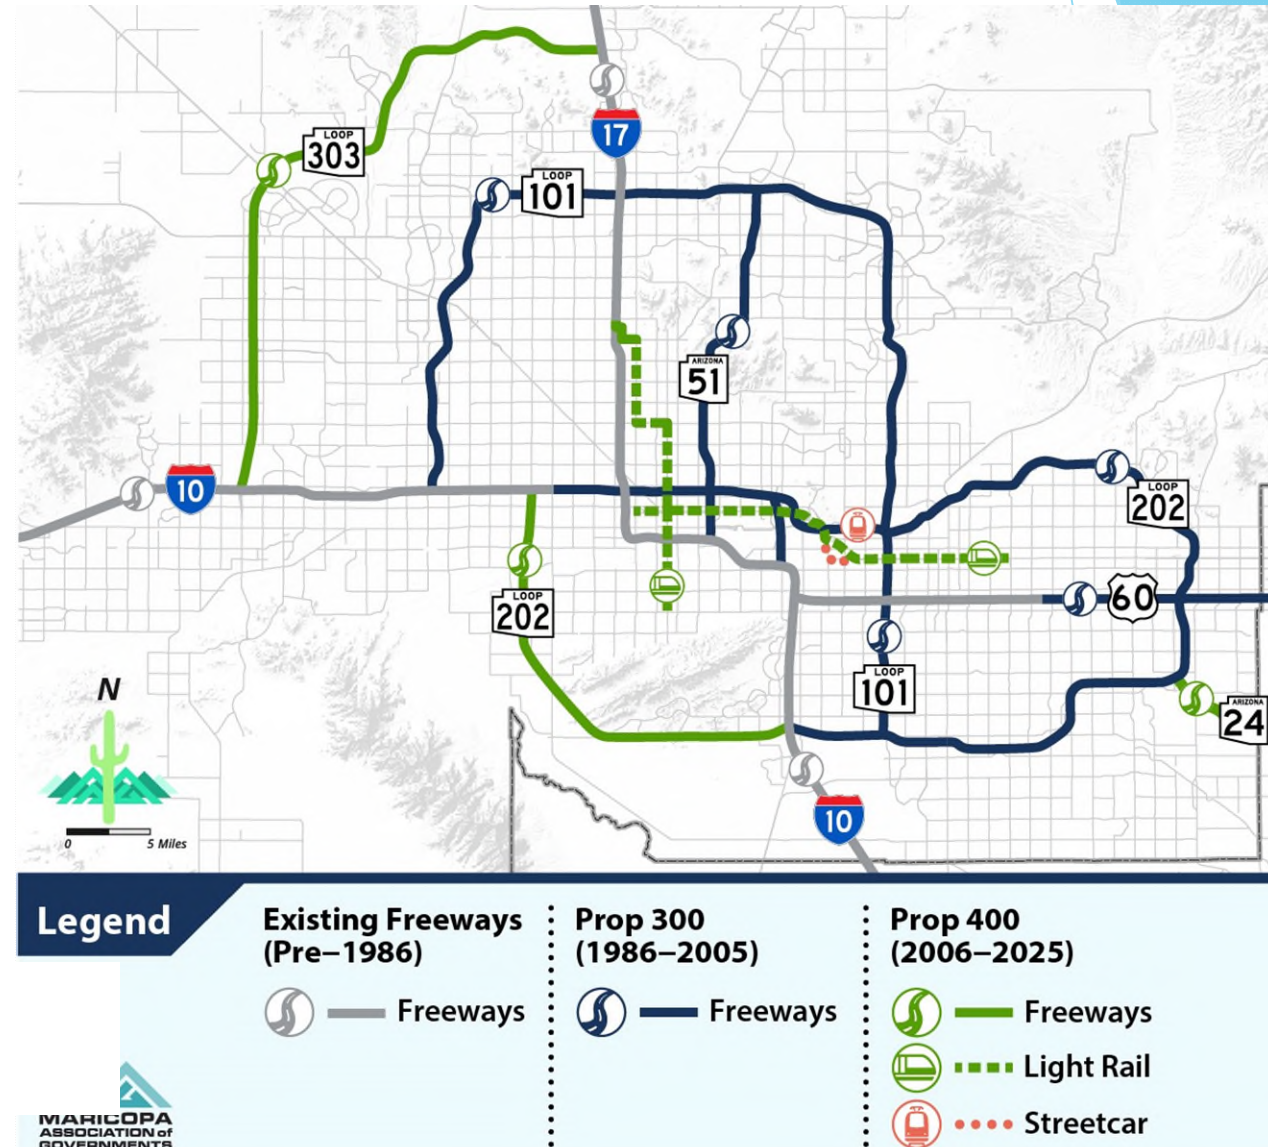 LOOP
303
17
LOOP
101
ARIZONA
51
10
LOOP
202
LOOP
202
60
LOOP
101
ARIZONA
24
10
N
0 5 Miles
Legend
Existing Freeways
(Pre–1986)
Freeways
Prop 300
(1986–2005)
Freeways
Prop 400
(2006–2025)
Freeways
Light Rail
Streetcar
MARICOPA
ASSOCIATION of
GOVERNMENTS